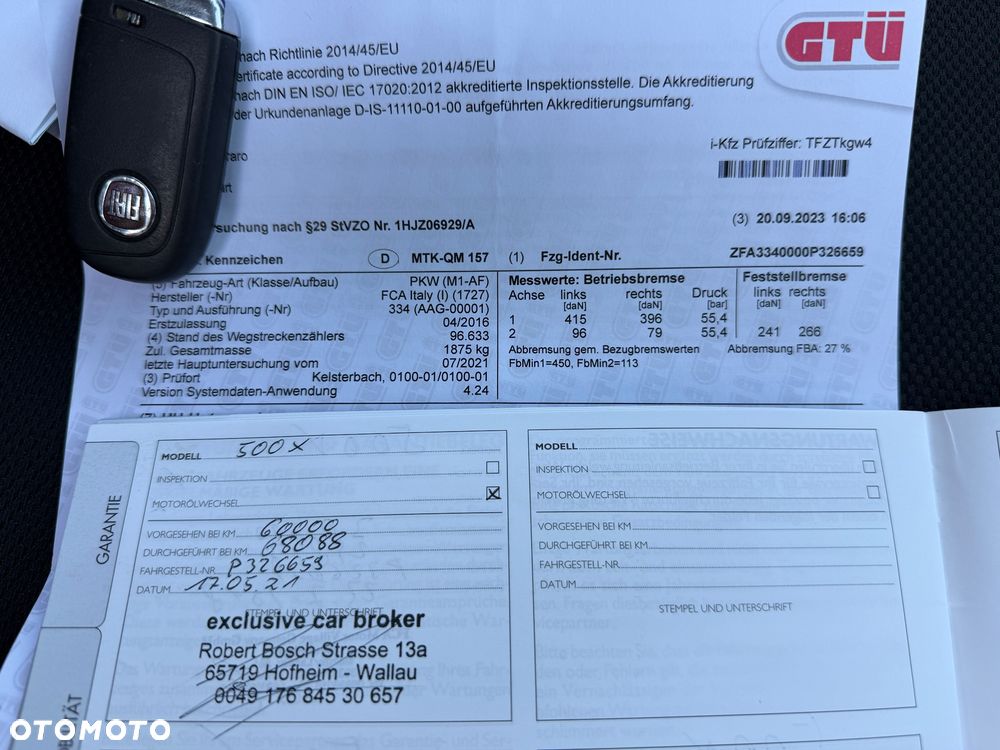 GTÜ
nach Richtlinie 2014/45/EU
ertificate according to Directive 2014/45/EU
nach DIN EN ISO/ IEC 17020:2012 akkreditierte Inspektionsstelle. Die Akkreditierung
der Urkundenanlage D-IS-11110-01-00 aufgeführten Akkreditierungsumfang.
i-Kfz Prüfziffer: TFZTkgw4
FIAT
suchung nach §29 StVZO Nr. 1HJZ06929/A
(3) 20.09.2023 16:06
Kennzeichen D MTK-QM 157 (1) Fzg-Ident-Nr. ZFA3340000P326659
(3) Fahrzeug-Art (Klasse/Aufbau) PKW (M1-AF)
Hersteller (-Nr) FCA Italy (I) (1727)
Typ und Ausführung (-Nr) 334 (AAG-00001)
Erstzulassung 04/2016
(4) Stand des Wegstreckenzählers 96.633
Zul. Gesamtmasse 1875 kg
letzte Hauptuntersuchung vom 07/2021
(3) Prüfort Kelsterbach, 0100-01/0100-01
Version Systemdaten-Anwendung 4.24
Messwerte: Betriebsbremse Feststellbremse
Achse links rechts Druck links rechts
[daN] [daN] [bar] [daN] [daN]
1 415 396 55,4
2 96 79 55,4 241 266
Abbremsung gem. Bezugbremswerten Abbremsung FBA: 27 %
FbMin1=450, FbMin2=113
GARANTIE
MODELL 500X
INSPEKTION
MOTORÖLWECHSEL X
VORGESEHEN BEI KM 60000
DURCHGEFÜHRT BEI KM 68088
FAHRGESTELL-NR. P326659
DATUM 17.05.21
STEMPEL UND UNTERSCHRIFT
exclusive car broker
Robert Bosch Strasse 13a
65719 Hofheim - Wallau
0049 176 845 30 657
MODELL
INSPEKTION
MOTORÖLWECHSEL
VORGESEHEN BEI KM
DURCHGEFÜHRT BEI KM
FAHRGESTELL-NR.
DATUM
STEMPEL UND UNTERSCHRIFT
OTOMOTO